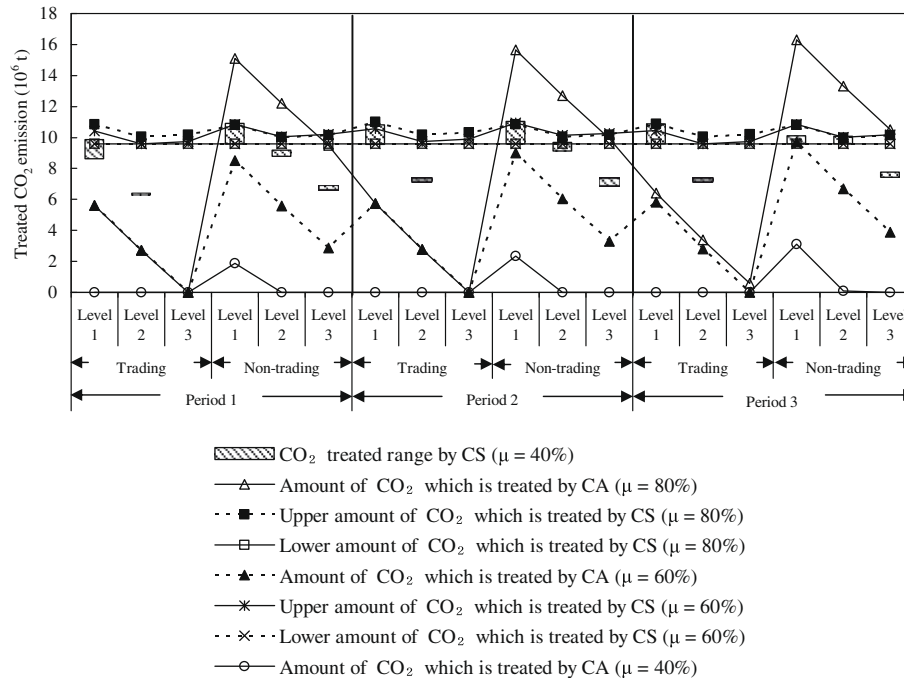 Treated CO2 emission (10^6 t)
18
16
14
12
10
8
6
4
2
0
Level 1 Level 2 Level 3 Level 1 Level 2 Level 3 Level 1 Level 2 Level 3 Level 1 Level 2 Level 3 Level 1 Level 2 Level 3 Level 1 Level 2 Level 3
Trading Non-trading Trading Non-trading Trading Non-trading
Period 1 Period 2 Period 3
CO2 treated range by CS (μ = 40%)
Amount of CO2 which is treated by CA (μ = 80%)
Upper amount of CO2 which is treated by CS (μ = 80%)
Lower amount of CO2 which is treated by CS (μ = 80%)
Amount of CO2 which is treated by CA (μ = 60%)
Upper amount of CO2 which is treated by CS (μ = 60%)
Lower amount of CO2 which is treated by CS (μ = 60%)
Amount of CO2 which is treated by CA (μ = 40%)